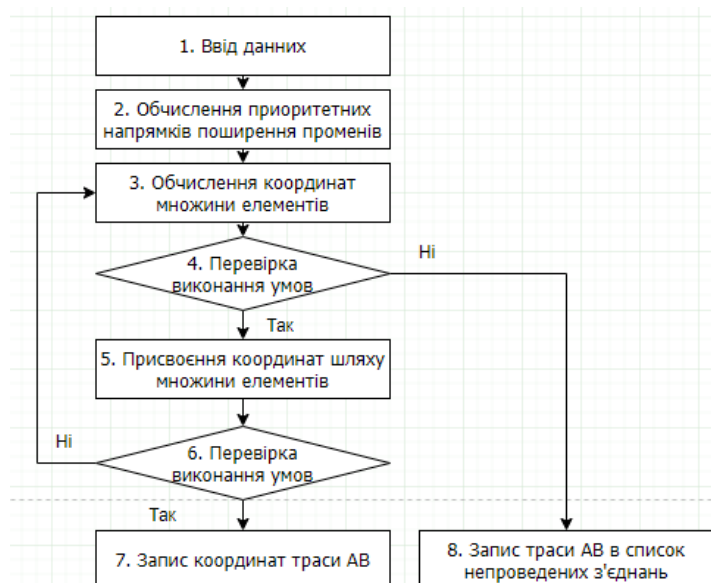 1. Ввід данних
2. Обчислення приоритетних
напрямків поширення променів
3. Обчислення координат
множини елементів
4. Перевірка
виконання умов
Ні
Так
5. Присвоєння координат шляху
множини елементів
Ні
6. Перевірка
виконання умов
Так
7. Запис координат траси АВ
8. Запис траси АВ в список
непроведених з'єднань